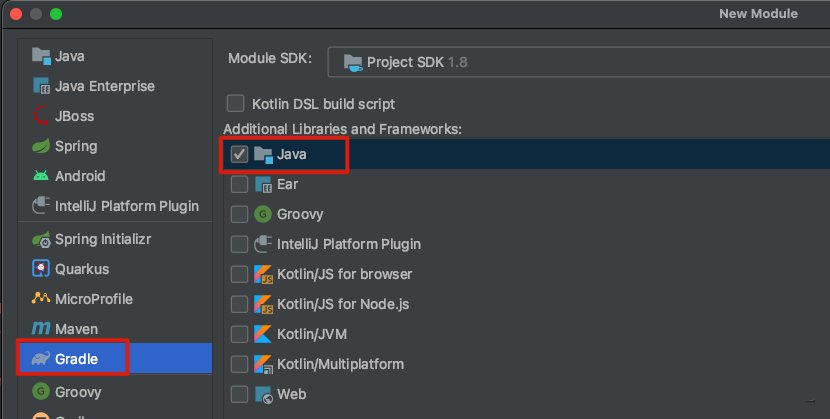 New Module
Java
Java Enterprise
JBoss
Spring
Android
IntelliJ Platform Plugin
Spring Initializr
Quarkus
MicroProfile
Maven
Gradle
Groovy
Module SDK:
Project SDK 1.8
Kotlin DSL build script
Additional Libraries and Frameworks:
Java
Ear
Groovy
IntelliJ Platform Plugin
Kotlin/JS for browser
Kotlin/JS for Node.js
Kotlin/JVM
Kotlin/Multiplatform
Web